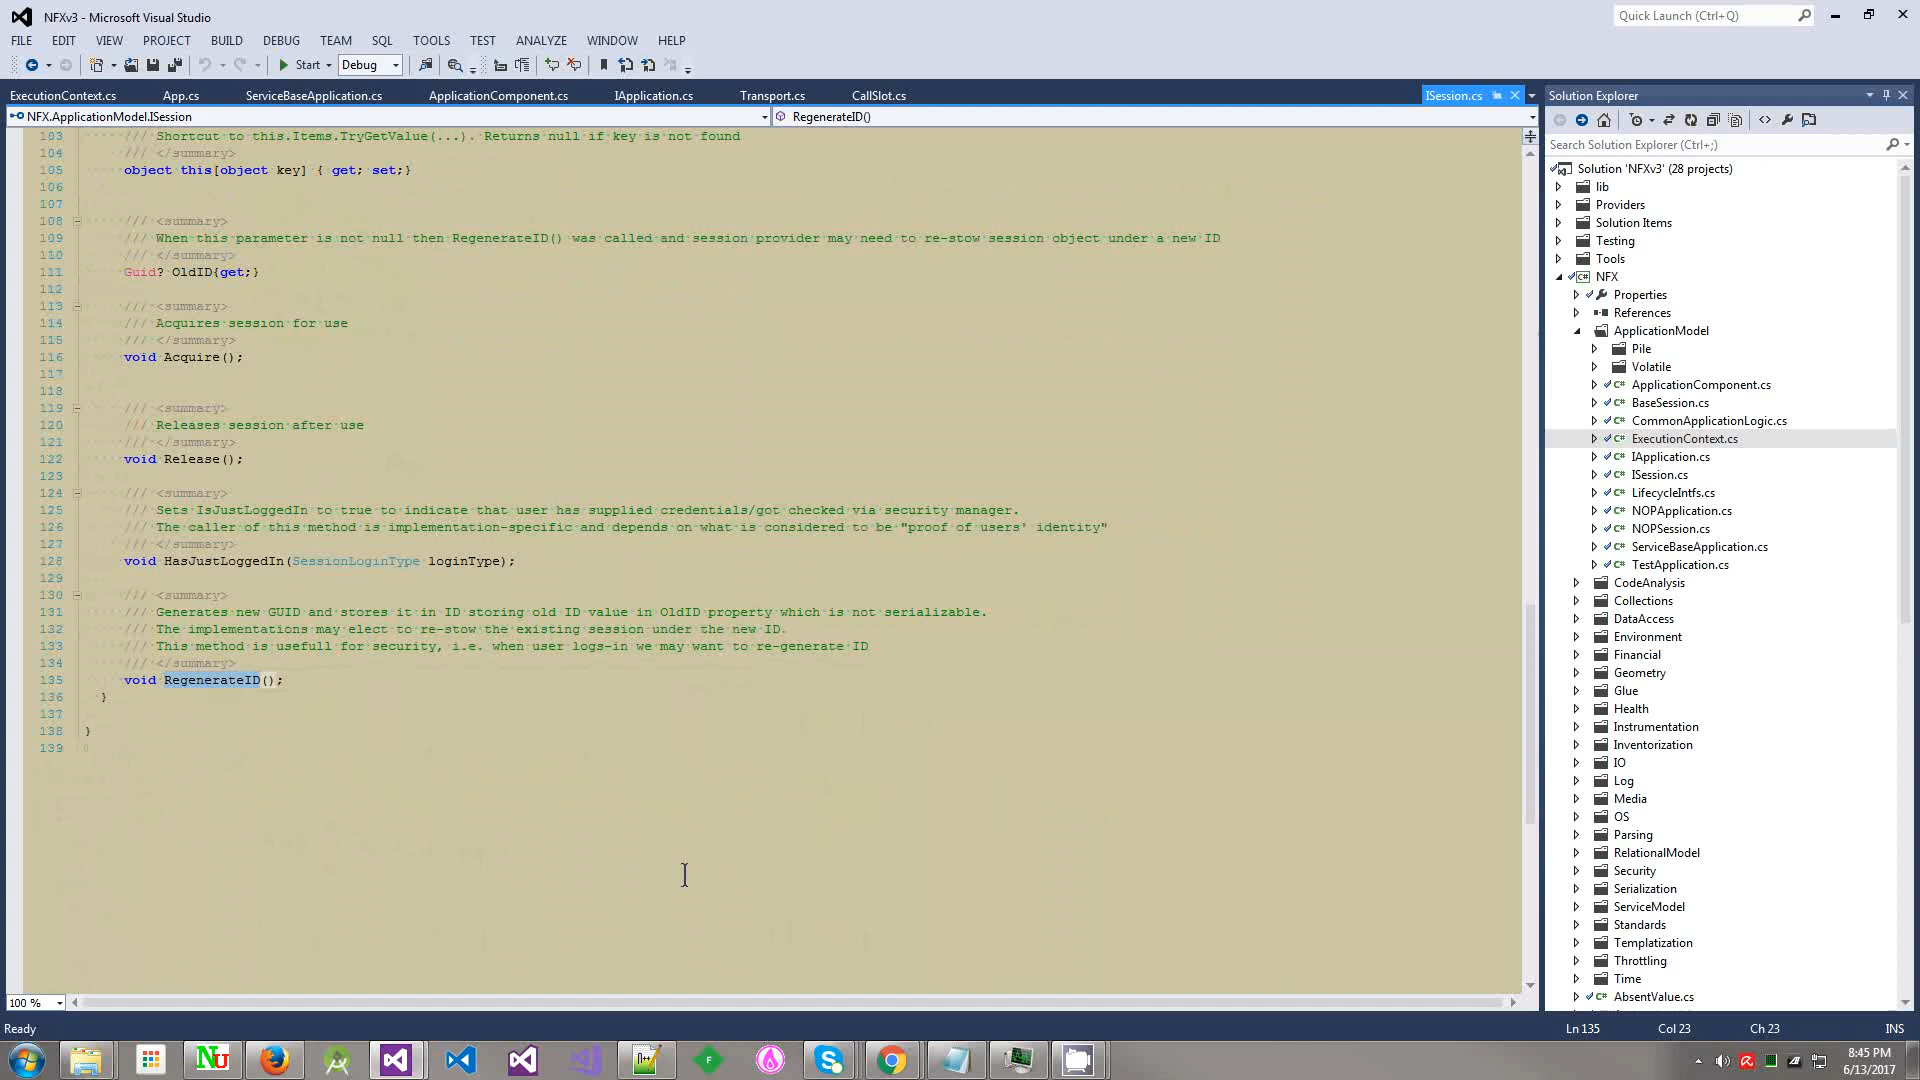 NFXv3 - Microsoft Visual Studio
Quick Launch (Ctrl+Q)
FILE EDIT VIEW PROJECT BUILD DEBUG TEAM SQL TOOLS TEST ANALYZE WINDOW HELP
Start Debug
ExecutionContext.cs App.cs ServiceBaseApplication.cs ApplicationComponent.cs IApplication.cs Transport.cs CallSlot.cs ISession.cs
NFX.ApplicationModel.ISession RegenerateID()
103 /// Shortcut to this.Items.TryGetValue(...). Returns null if key is not found
104 /// </summary>
105 object this[object key] { get; set;}
106
107
108 /// <summary>
109 /// When this parameter is not null then RegenerateID() was called and session provider may need to re-stow session object under a new ID
110 /// </summary>
111 Guid? OldID{get;}
112
113 /// <summary>
114 /// Acquires session for use
115 /// </summary>
116 void Acquire();
117
118
119 /// <summary>
120 /// Releases session after use
121 /// </summary>
122 void Release();
123
124 /// <summary>
125 /// Sets IsJustLoggedIn to true to indicate that user has supplied credentials/got checked via security manager.
126 /// The caller of this method is implementation-specific and depends on what is considered to be "proof of users' identity"
127 /// </summary>
128 void HasJustLoggedIn(SessionLoginType loginType);
129
130 /// <summary>
131 /// Generates new GUID and stores it in ID storing old ID value in OldID property which is not serializable.
132 /// The implementations may elect to re-stow the existing session under the new ID.
133 /// This method is usefull for security, i.e. when user logs-in we may want to re-generate ID
134 /// </summary>
135 void RegenerateID();
136 }
137
138 }
139
100 %
Solution Explorer
Search Solution Explorer (Ctrl+;)
Solution 'NFXv3' (28 projects)
lib
Providers
Solution Items
Testing
Tools
C# NFX
Properties
References
ApplicationModel
Pile
Volatile
C# ApplicationComponent.cs
C# BaseSession.cs
C# CommonApplicationLogic.cs
C# ExecutionContext.cs
C# IApplication.cs
C# ISession.cs
C# LifecycleIntfs.cs
C# NOPApplication.cs
C# NOPSession.cs
C# ServiceBaseApplication.cs
C# TestApplication.cs
CodeAnalysis
Collections
DataAccess
Environment
Financial
Geometry
Glue
Health
Instrumentation
Inventorization
IO
Log
Media
OS
Parsing
RelationalModel
Security
Serialization
ServiceModel
Standards
Templatization
Throttling
Time
C# AbsentValue.cs
Ready Ln 135 Col 23 Ch 23 INS
Nu n++ F S
8:45 PM
6/13/2017